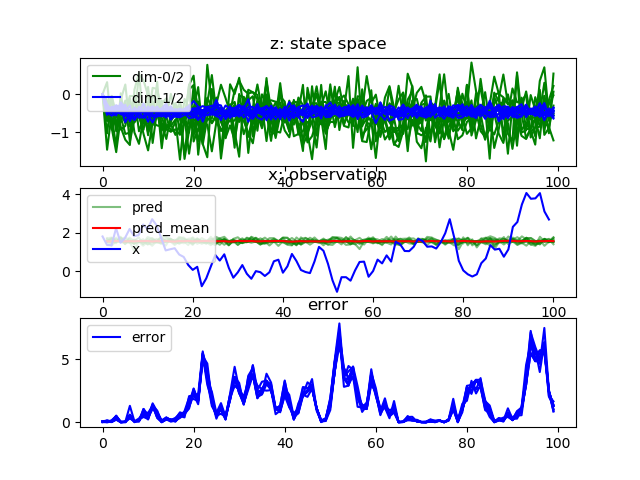 z: state space
dim-0/2
dim-1/2
0
−1
0 20 40 60 80 100
x: observation
pred
pred_mean
x
4
2
0
0 20 40 60 80 100
error
error
5
0
0 20 40 60 80 100